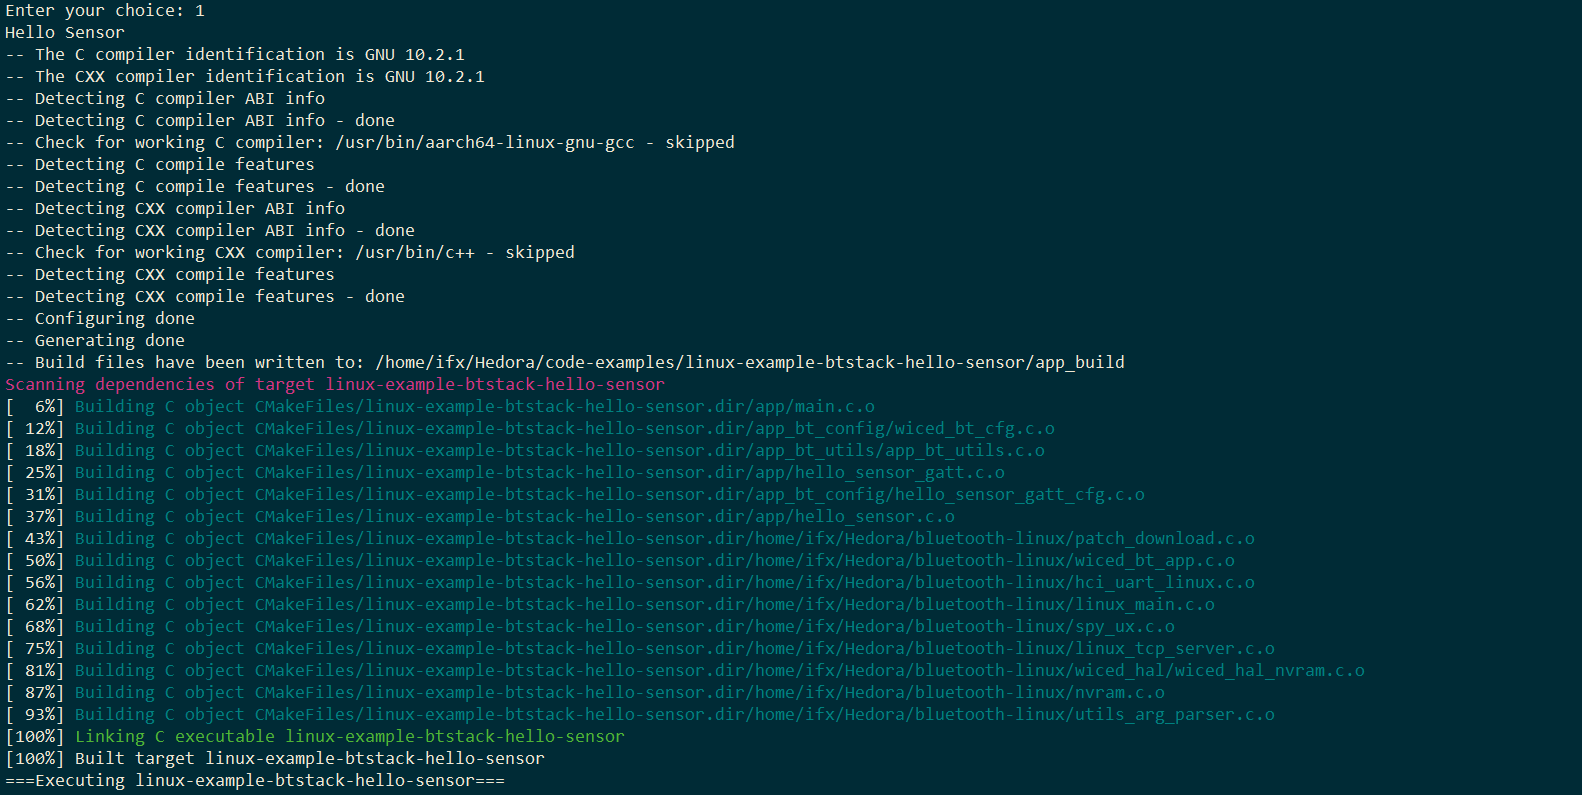 Enter your choice: 1
Hello Sensor
-- The C compiler identification is GNU 10.2.1
-- The CXX compiler identification is GNU 10.2.1
-- Detecting C compiler ABI info
-- Detecting C compiler ABI info - done
-- Check for working C compiler: /usr/bin/aarch64-linux-gnu-gcc - skipped
-- Detecting C compile features
-- Detecting C compile features - done
-- Detecting CXX compiler ABI info
-- Detecting CXX compiler ABI info - done
-- Check for working CXX compiler: /usr/bin/c++ - skipped
-- Detecting CXX compile features
-- Detecting CXX compile features - done
-- Configuring done
-- Generating done
-- Build files have been written to: /home/ifx/Hedora/code-examples/linux-example-btstack-hello-sensor/app_build
Scanning dependencies of target linux-example-btstack-hello-sensor
[  6%] Building C object CMakeFiles/linux-example-btstack-hello-sensor.dir/app/main.c.o
[ 12%] Building C object CMakeFiles/linux-example-btstack-hello-sensor.dir/app_bt_config/wiced_bt_cfg.c.o
[ 18%] Building C object CMakeFiles/linux-example-btstack-hello-sensor.dir/app_bt_utils/app_bt_utils.c.o
[ 25%] Building C object CMakeFiles/linux-example-btstack-hello-sensor.dir/app/hello_sensor_gatt.c.o
[ 31%] Building C object CMakeFiles/linux-example-btstack-hello-sensor.dir/app_bt_config/hello_sensor_gatt_cfg.c.o
[ 37%] Building C object CMakeFiles/linux-example-btstack-hello-sensor.dir/app/hello_sensor.c.o
[ 43%] Building C object CMakeFiles/linux-example-btstack-hello-sensor.dir/home/ifx/Hedora/bluetooth-linux/patch_download.c.o
[ 50%] Building C object CMakeFiles/linux-example-btstack-hello-sensor.dir/home/ifx/Hedora/bluetooth-linux/wiced_bt_app.c.o
[ 56%] Building C object CMakeFiles/linux-example-btstack-hello-sensor.dir/home/ifx/Hedora/bluetooth-linux/hci_uart_linux.c.o
[ 62%] Building C object CMakeFiles/linux-example-btstack-hello-sensor.dir/home/ifx/Hedora/bluetooth-linux/linux_main.c.o
[ 68%] Building C object CMakeFiles/linux-example-btstack-hello-sensor.dir/home/ifx/Hedora/bluetooth-linux/spy_ux.c.o
[ 75%] Building C object CMakeFiles/linux-example-btstack-hello-sensor.dir/home/ifx/Hedora/bluetooth-linux/linux_tcp_server.c.o
[ 81%] Building C object CMakeFiles/linux-example-btstack-hello-sensor.dir/home/ifx/Hedora/bluetooth-linux/wiced_hal/wiced_hal_nvram.c.o
[ 87%] Building C object CMakeFiles/linux-example-btstack-hello-sensor.dir/home/ifx/Hedora/bluetooth-linux/nvram.c.o
[ 93%] Building C object CMakeFiles/linux-example-btstack-hello-sensor.dir/home/ifx/Hedora/bluetooth-linux/utils_arg_parser.c.o
[100%] Linking C executable linux-example-btstack-hello-sensor
[100%] Built target linux-example-btstack-hello-sensor
===Executing linux-example-btstack-hello-sensor===